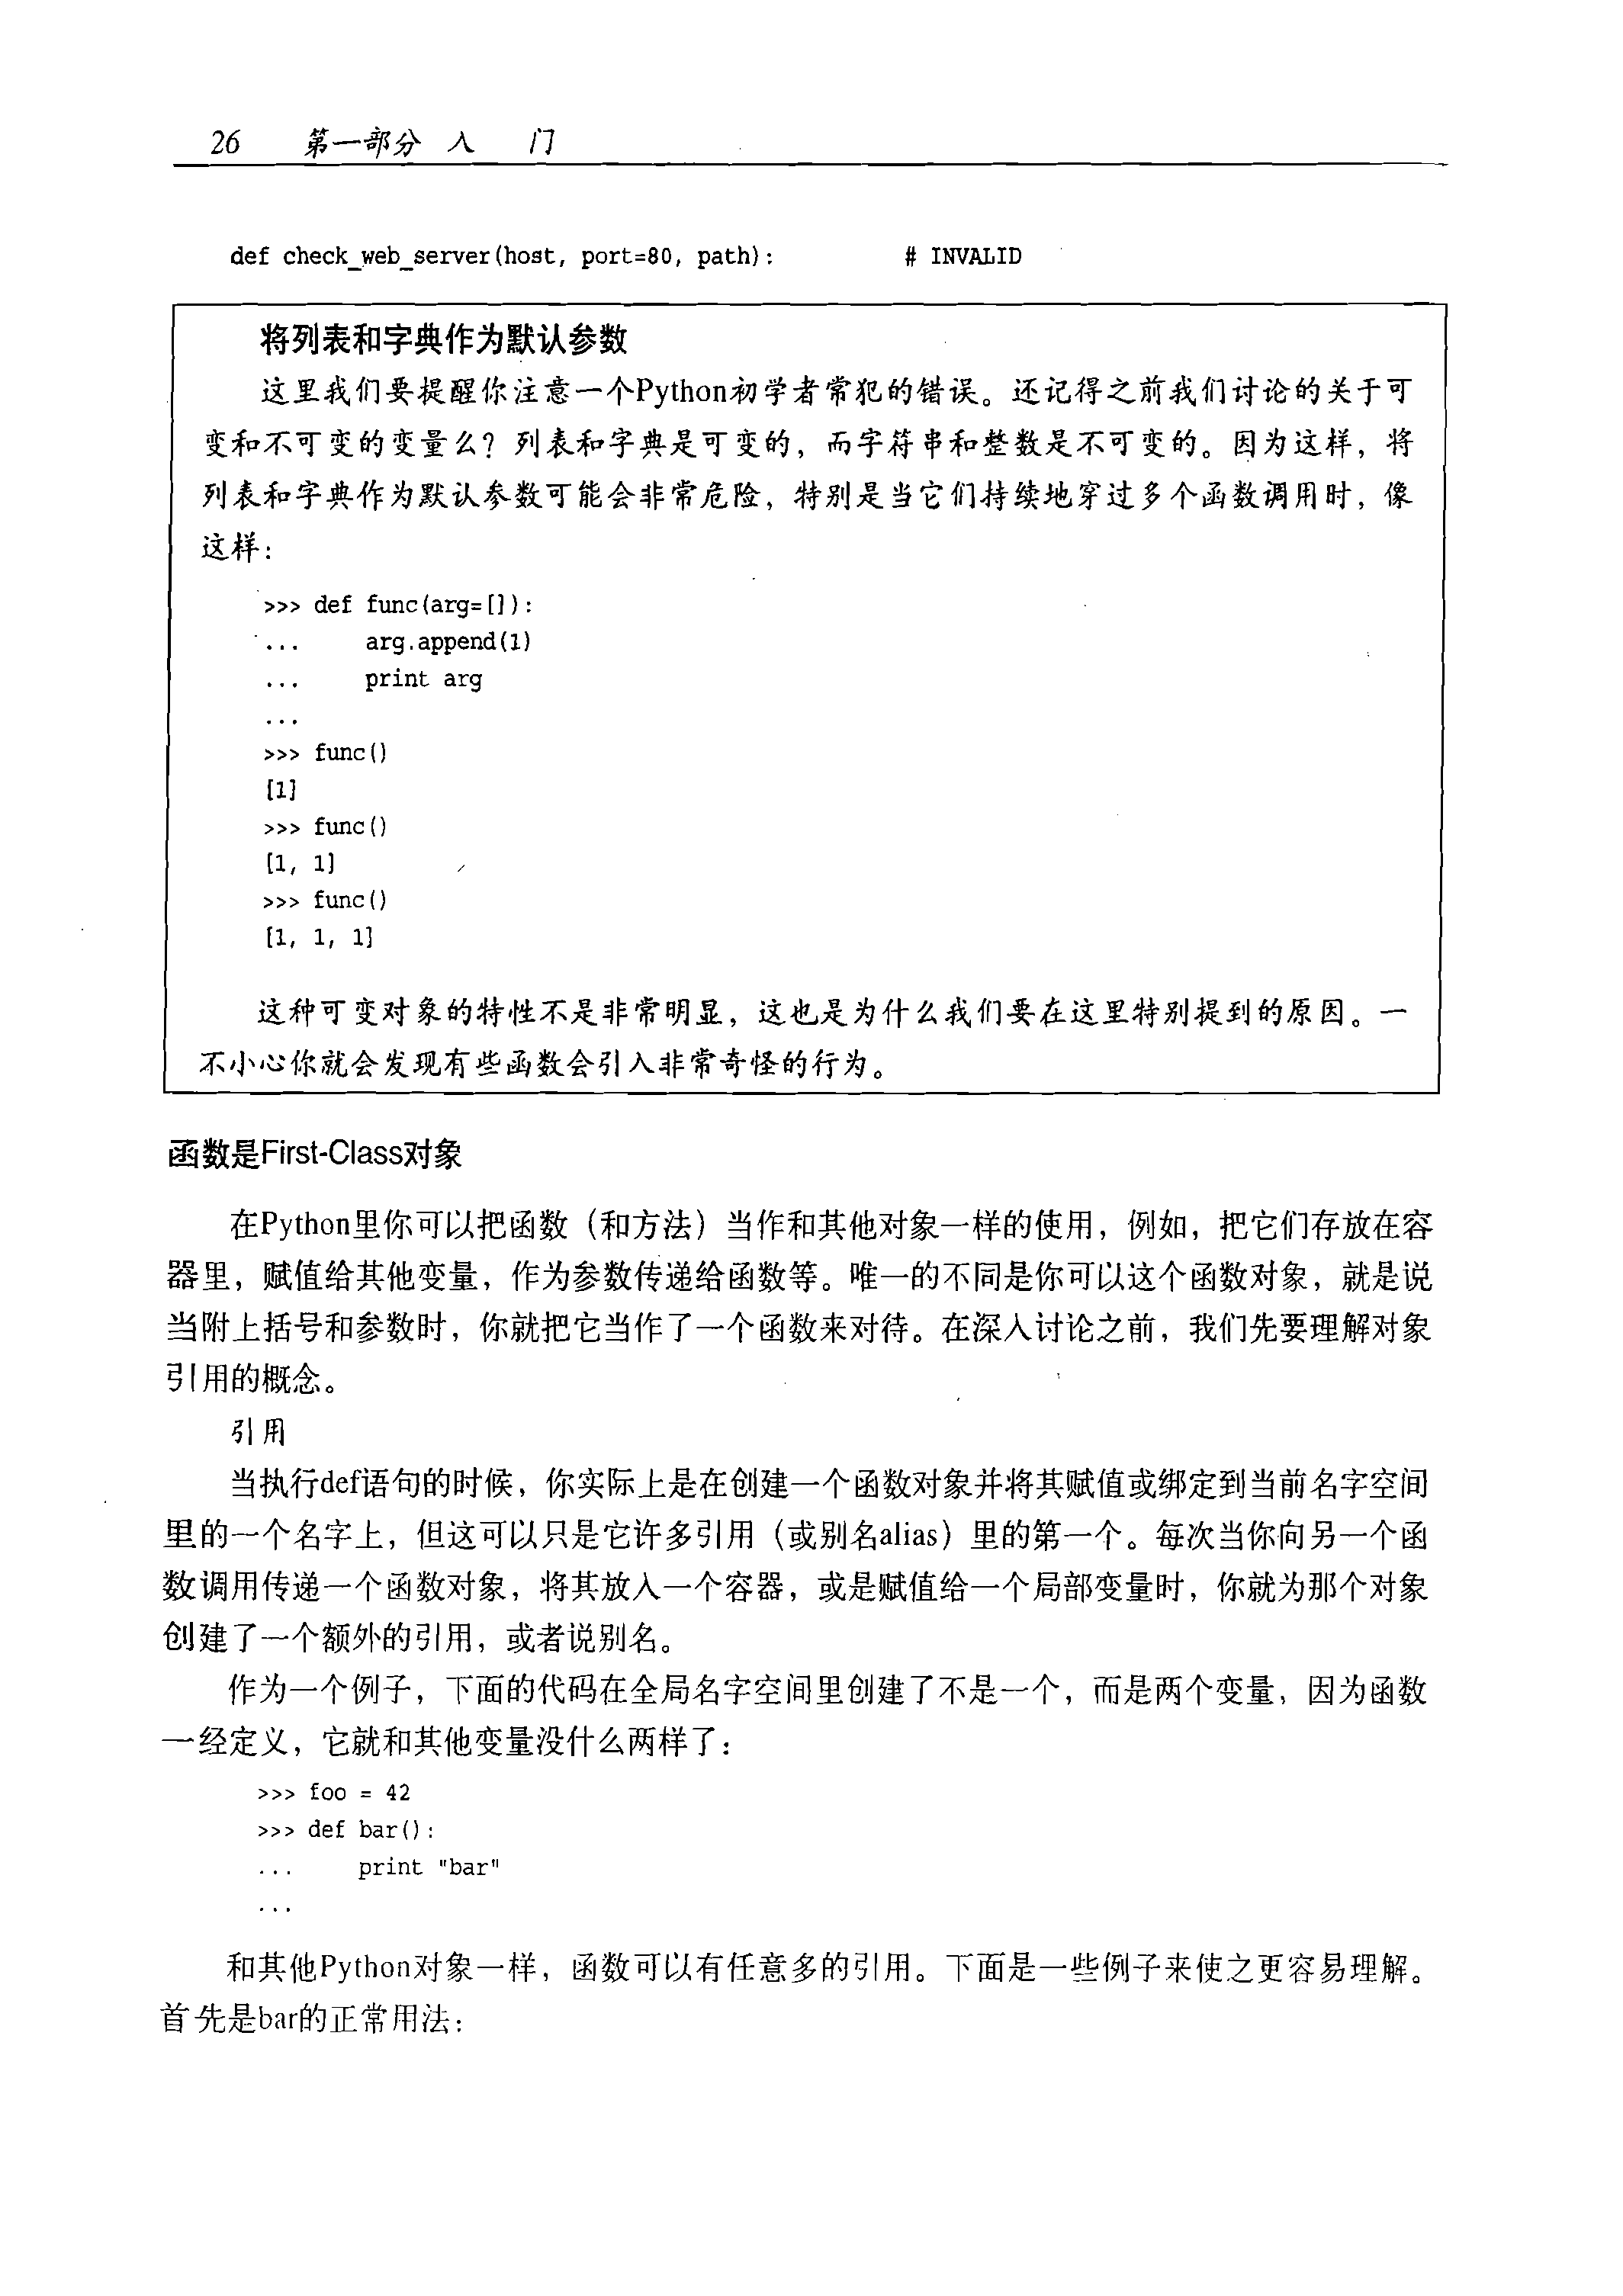 26 第一部分 入 门
def check_web_server(host, port=80, path): # INVALID
将列表和字典作为默认参数
这里我们要提醒你注意一个Python初学者常犯的错误。还记得之前我们讨论的关于可
变和不可变的变量么？列表和字典是可变的，而字符串和整数是不可变的。因为这样，将
列表和字典作为默认参数可能会非常危险，特别是当它们持续地穿过多个函数调用时，像
这样：
>>> def func(arg=[]):
...     arg.append(1)
...     print arg
...
>>> func()
[1]
>>> func()
[1, 1]
>>> func()
[1, 1, 1]
这种可变对象的特性不是非常明显，这也是为什么我们要在这里特别提到的原因。一
不小心你就会发现有些函数会引入非常奇怪的行为。
函数是First-Class对象
在Python里你可以把函数（和方法）当作和其他对象一样的使用，例如，把它们存放在容
器里，赋值给其他变量，作为参数传递给函数等。唯一的不同是你可以这个函数对象，就是说
当附上括号和参数时，你就把它当作了一个函数来对待。在深入讨论之前，我们先要理解对象
引用的概念。
引用
当执行def语句的时候，你实际上是在创建一个函数对象并将其赋值或绑定到当前名字空间
里的一个名字上，但这可以只是它许多引用（或别名alias）里的第一个。每次当你向另一个函
数调用传递一个函数对象，将其放入一个容器，或是赋值给一个局部变量时，你就为那个对象
创建了一个额外的引用，或者说别名。
作为一个例子，下面的代码在全局名字空间里创建了不是一个，而是两个变量，因为函数
一经定义，它就和其他变量没什么两样了：
>>> foo = 42
>>> def bar():
...     print "bar"
...
和其他Python对象一样，函数可以有任意多的引用。下面是一些例子来使之更容易理解。
首先是bar的正常用法：